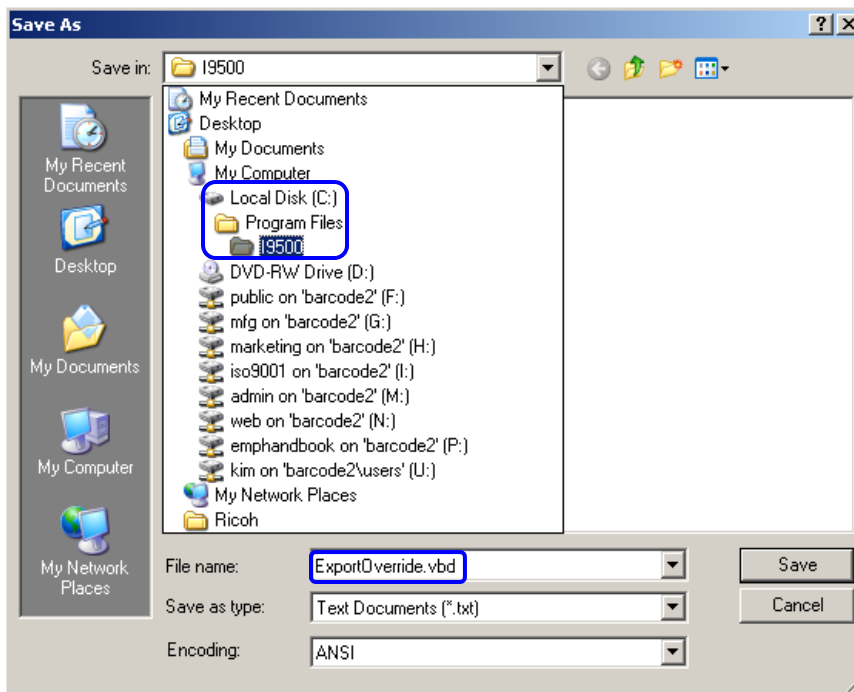 Save As
Save in: I9500
My Recent Documents
Desktop
My Documents
My Computer
Local Disk (C:)
Program Files
I9500
DVD-RW Drive (D:)
public on 'barcode2' (F:)
mfg on 'barcode2' (G:)
marketing on 'barcode2' (H:)
iso9001 on 'barcode2' (I:)
admin on 'barcode2' (M:)
web on 'barcode2' (N:)
emphandbook on 'barcode2' (P:)
kim on 'barcode2\users' (U:)
My Network Places
Ricoh
My Recent
Documents
Desktop
My Documents
My Computer
My Network
Places
File name: ExportOverride.vbd
Save
Save as type: Text Documents (*.txt)
Cancel
Encoding: ANSI